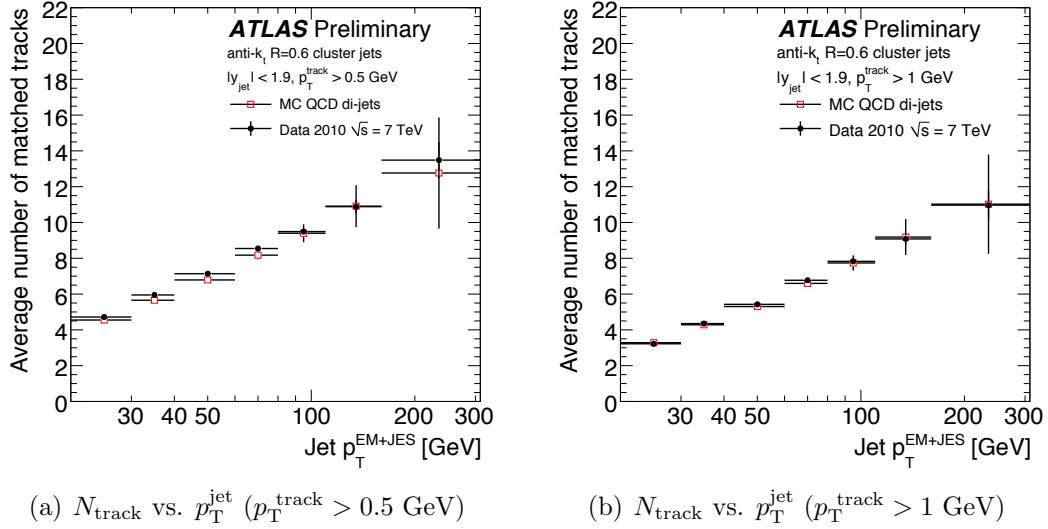 ATLAS Preliminary
anti-k_t R=0.6 cluster jets
|y_jet| < 1.9, p_T^track > 0.5 GeV
MC QCD di-jets
Data 2010 √s = 7 TeV
Average number of matched tracks
22
20
18
16
14
12
10
8
6
4
2
0
30 40 50 100 200 300
Jet p_T^EM+JES [GeV]
(a) N_track vs. p_T^jet (p_T^track > 0.5 GeV)
ATLAS Preliminary
anti-k_t R=0.6 cluster jets
|y_jet| < 1.9, p_T^track > 1 GeV
MC QCD di-jets
Data 2010 √s = 7 TeV
Average number of matched tracks
22
20
18
16
14
12
10
8
6
4
2
0
30 40 50 100 200 300
Jet p_T^EM+JES [GeV]
(b) N_track vs. p_T^jet (p_T^track > 1 GeV)